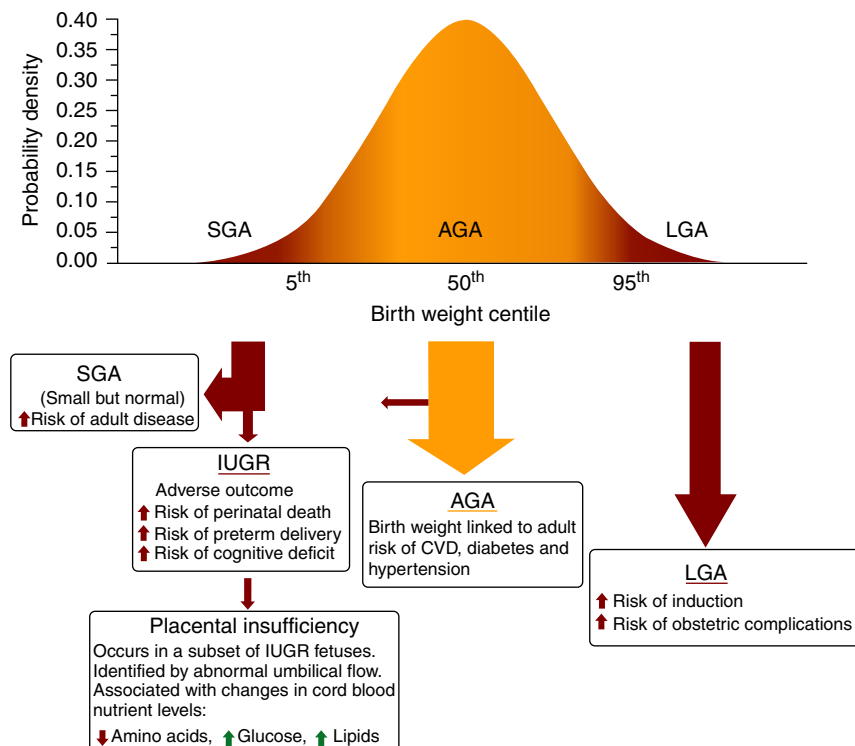 0.40
0.35
0.30
0.25
0.20
0.15
0.10
0.05
0.00
Probability density
SGA
AGA
LGA
5th
50th
95th
Birth weight centile
SGA
(Small but normal)
Risk of adult disease
IUGR
Adverse outcome
Risk of perinatal death
Risk of preterm delivery
Risk of cognitive deficit
AGA
Birth weight linked to adult
risk of CVD, diabetes and
hypertension
LGA
Risk of induction
Risk of obstetric complications
Placental insufficiency
Occurs in a subset of IUGR fetuses.
Identified by abnormal umbilical flow.
Associated with changes in cord blood
nutrient levels:
Amino acids, Glucose, Lipids